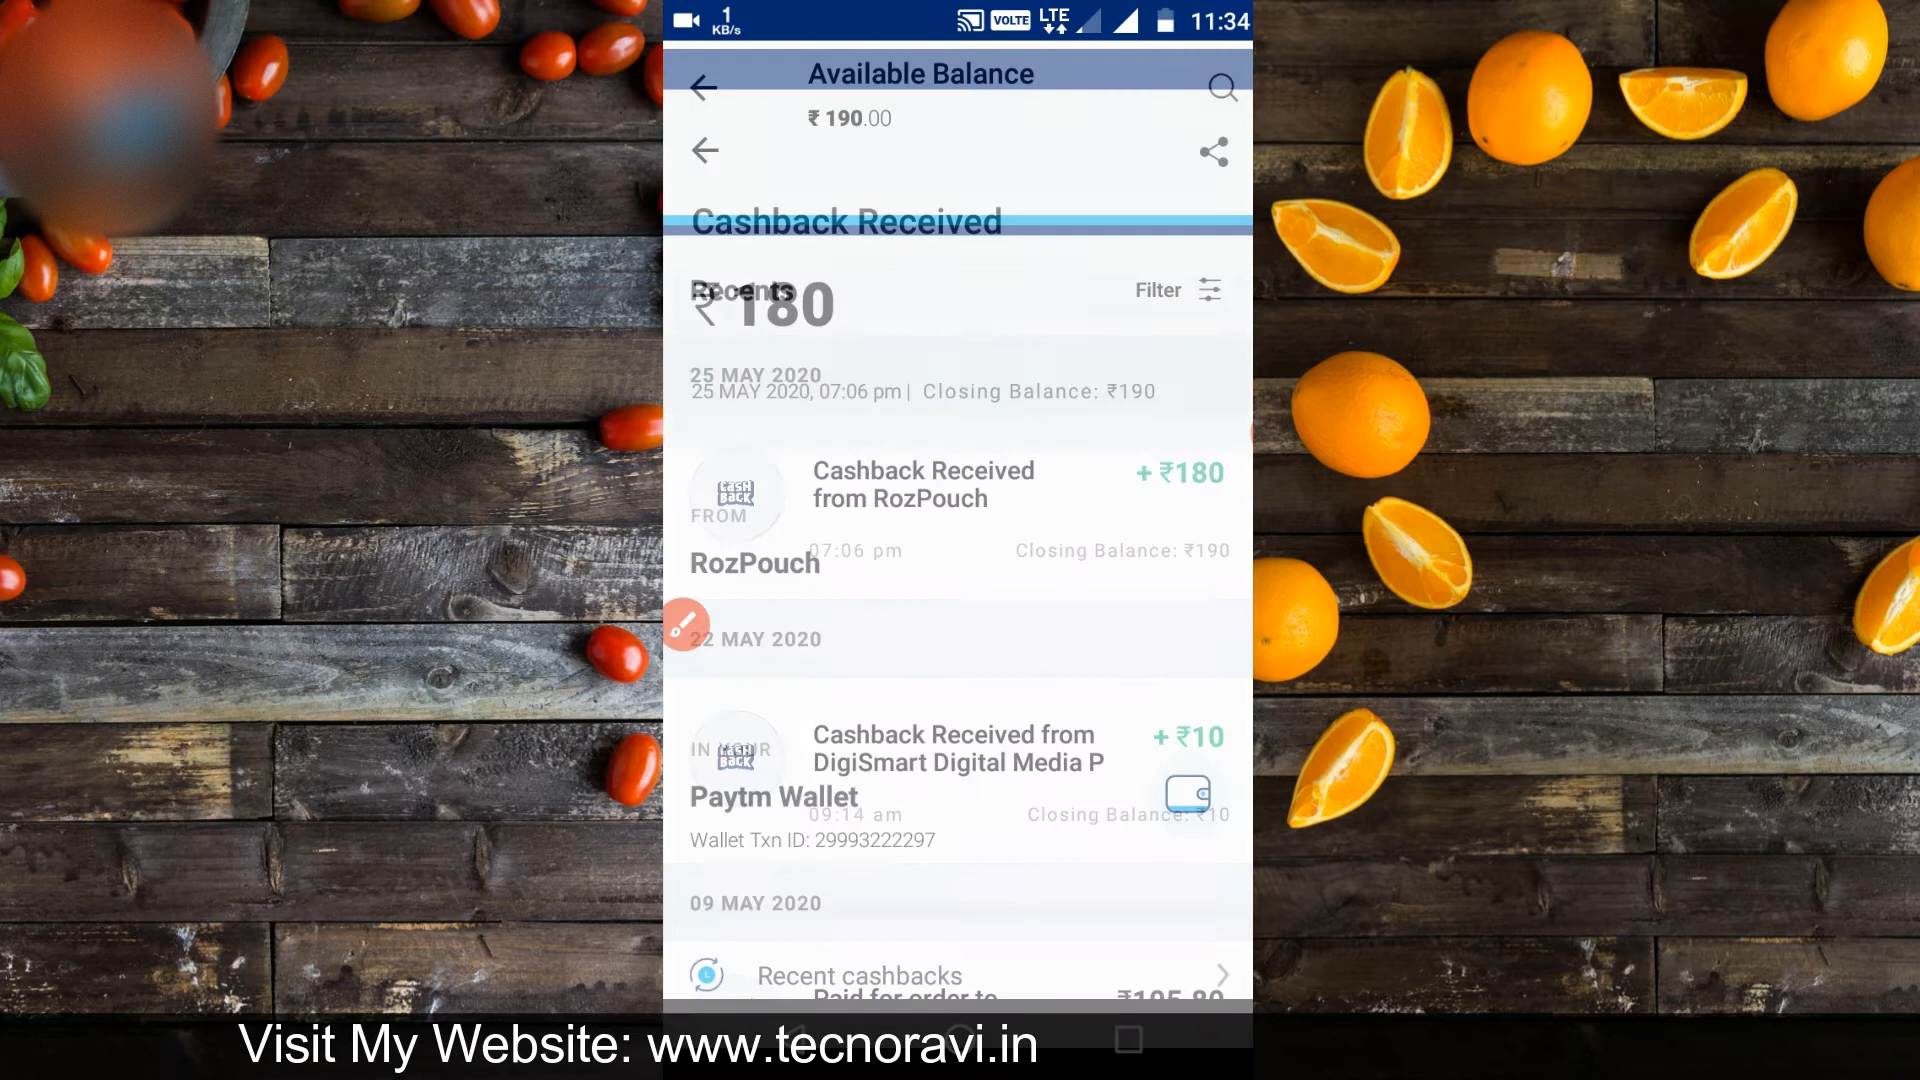 1
KB/s
VOLTE
LTE
11:34
Available Balance
₹ 190.00
Cashback Received
Recents
Filter
₹ 180
25 MAY 2020
25 MAY 2020, 07:06 pm | Closing Balance: ₹190
Cashback Received
from RozPouch
+ ₹180
CASH
BACK
FROM
07:06 pm
Closing Balance: ₹190
RozPouch
22 MAY 2020
Cashback Received from
DigiSmart Digital Media P
+ ₹10
IN YOUR
CASH
BACK
Paytm Wallet
09:14 am
Closing Balance: ₹10
Wallet Txn ID: 29993222297
09 MAY 2020
Recent cashbacks
Paid for order to
₹105.80
Visit My Website: www.tecnoravi.in